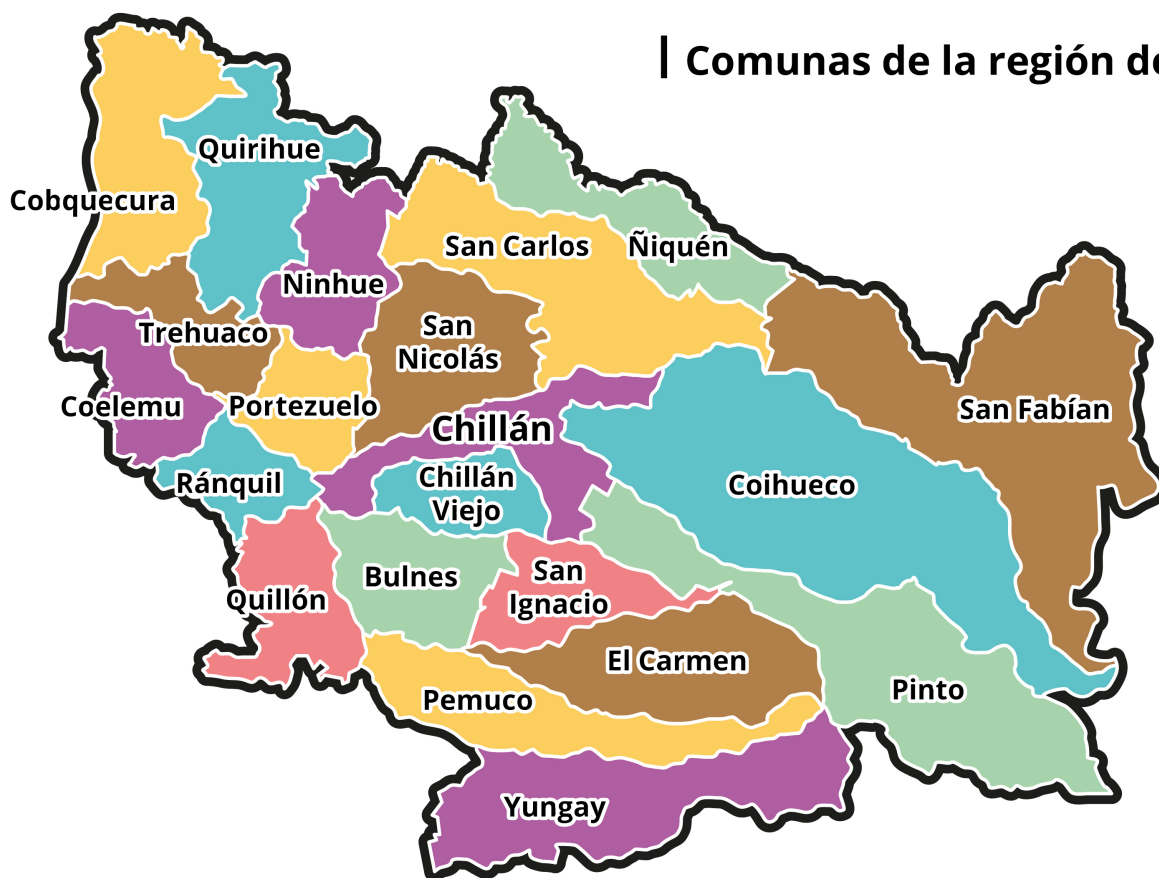 Comunas de la región de
Quirihue
Cobquecura
San Carlos
Ñiquén
Ninhue
Trehuaco
San
Nicolás
Coelemu
Portezuelo
Chillán
San Fabían
Ránquil
Chillán
Viejo
Coihueco
Bulnes
San
Ignacio
Quillón
El Carmen
Pinto
Pemuco
Yungay